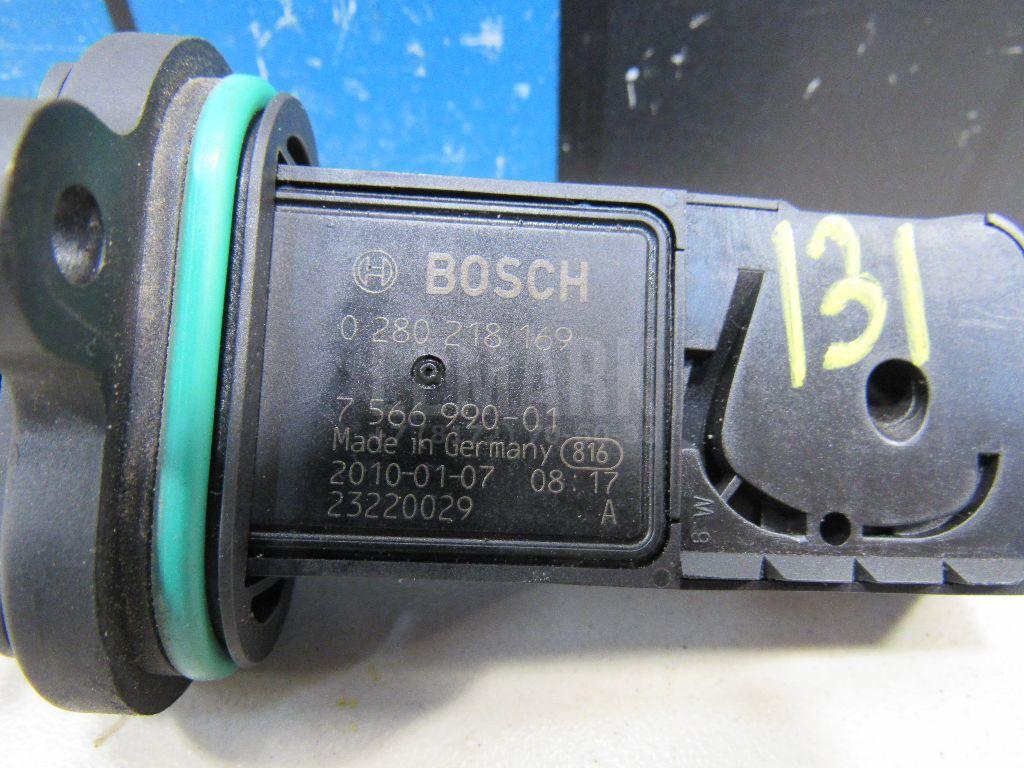 BOSCH
0 280 218 169
7 566 990-01
Made in Germany 816
2010-01-07 08:17
23220029 A
131